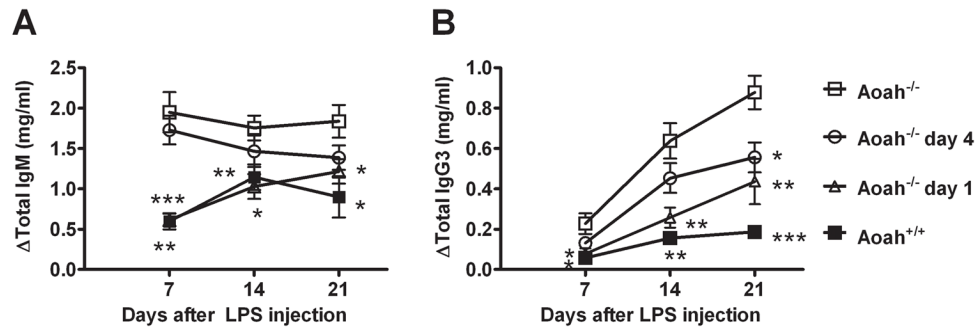 A
ΔTotal IgM (mg/ml)
2.5
2.0
1.5
1.0
0.5
0.0
***
**
**
*
*
*
7 14 21
Days after LPS injection
B
ΔTotal IgG3 (mg/ml)
1.0
0.8
0.6
0.4
0.2
0.0
*
*
**
**
*
**
***
7 14 21
Days after LPS injection
Aoah-/-
Aoah-/- day 4
Aoah-/- day 1
Aoah+/+